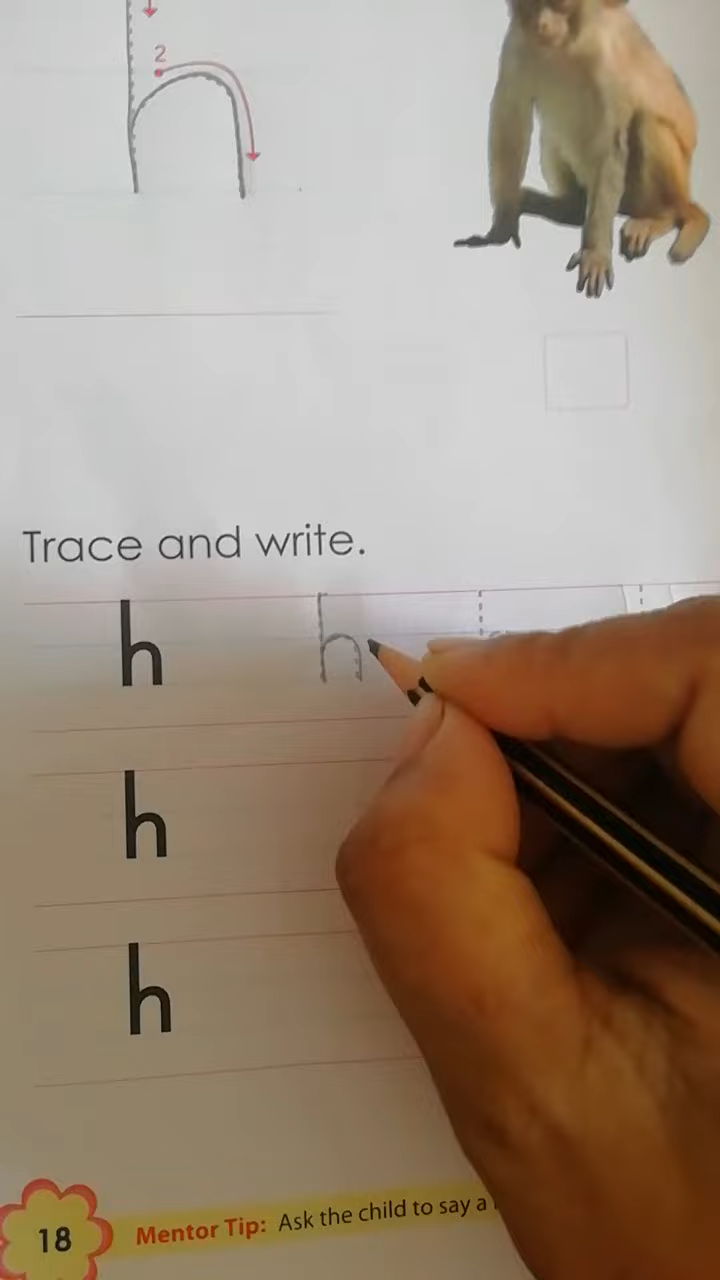 2
h
Trace and write.
h h
h
h
18 Mentor Tip: Ask the child to say a